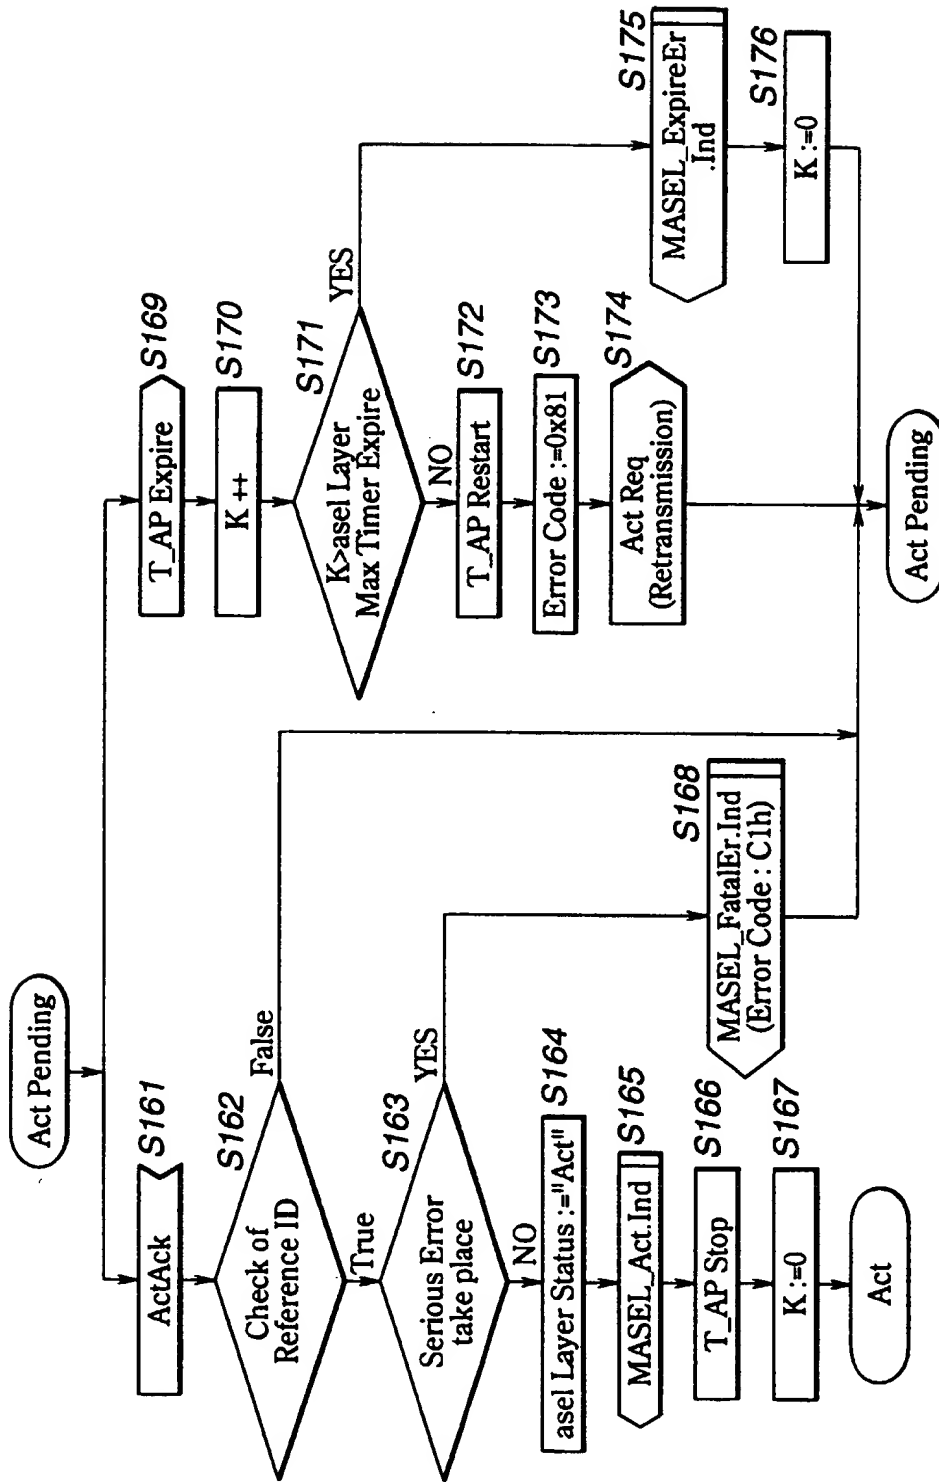 Act Pending
ActAck
S161
Check of
Reference ID
S162
False
True
Serious Error
take place
S163
YES
NO
asel Layer Status :="Act"
S164
MASEL_Act.Ind
S165
T_AP Stop
S166
K :=0
S167
Act
MASEL_FatalEr.Ind
(Error Code : C1h)
S168
T_AP Expire
S169
K ++
S170
K>asel Layer
Max Timer Expire
S171
YES
NO
T_AP Restart
S172
Error Code :=0x81
S173
Act Req
(Retransmission)
S174
MASEL_ExpireEr
.Ind
S175
K :=0
S176
Act Pending